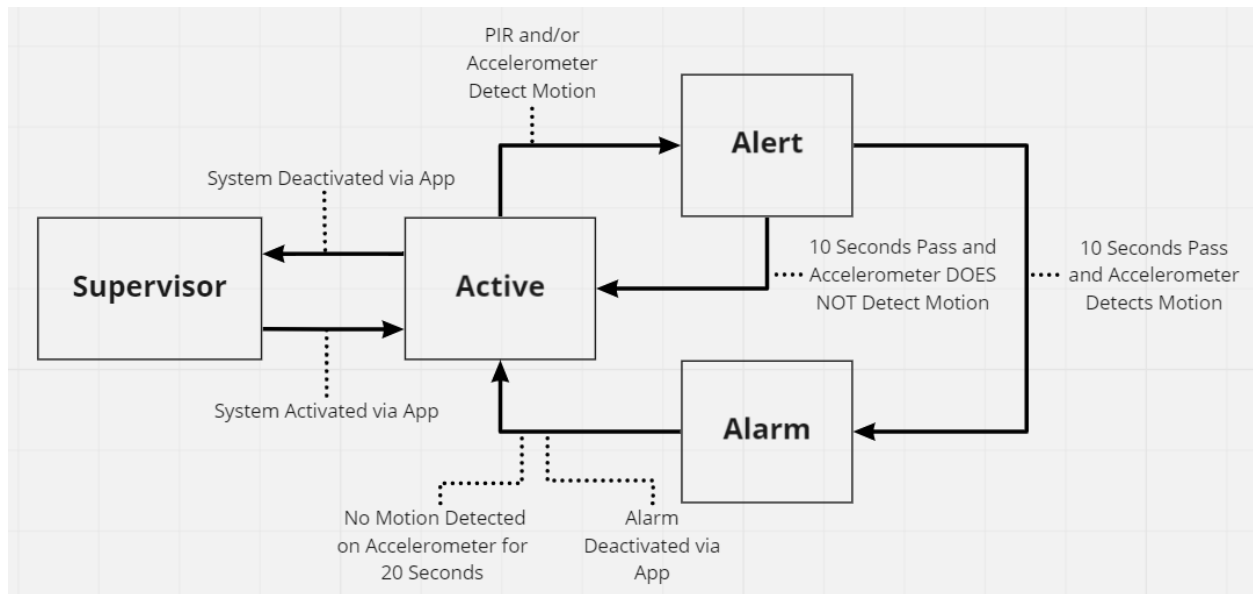 PIR and/or
Accelerometer
Detect Motion
Alert
System Deactivated via App
10 Seconds Pass and
Accelerometer DOES
NOT Detect Motion
10 Seconds Pass
and Accelerometer
Detects Motion
Supervisor
Active
System Activated via App
Alarm
No Motion Detected
on Accelerometer for
20 Seconds
Alarm
Deactivated via
App